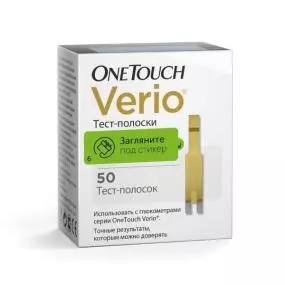 ONETOUCH
Verio®
Тест-полоски
Загляните
под стикер
6
50
Тест-полосок
Использовать с глюкометрами
серии OneTouch Verio®.
Точные результаты,
которым можно доверять